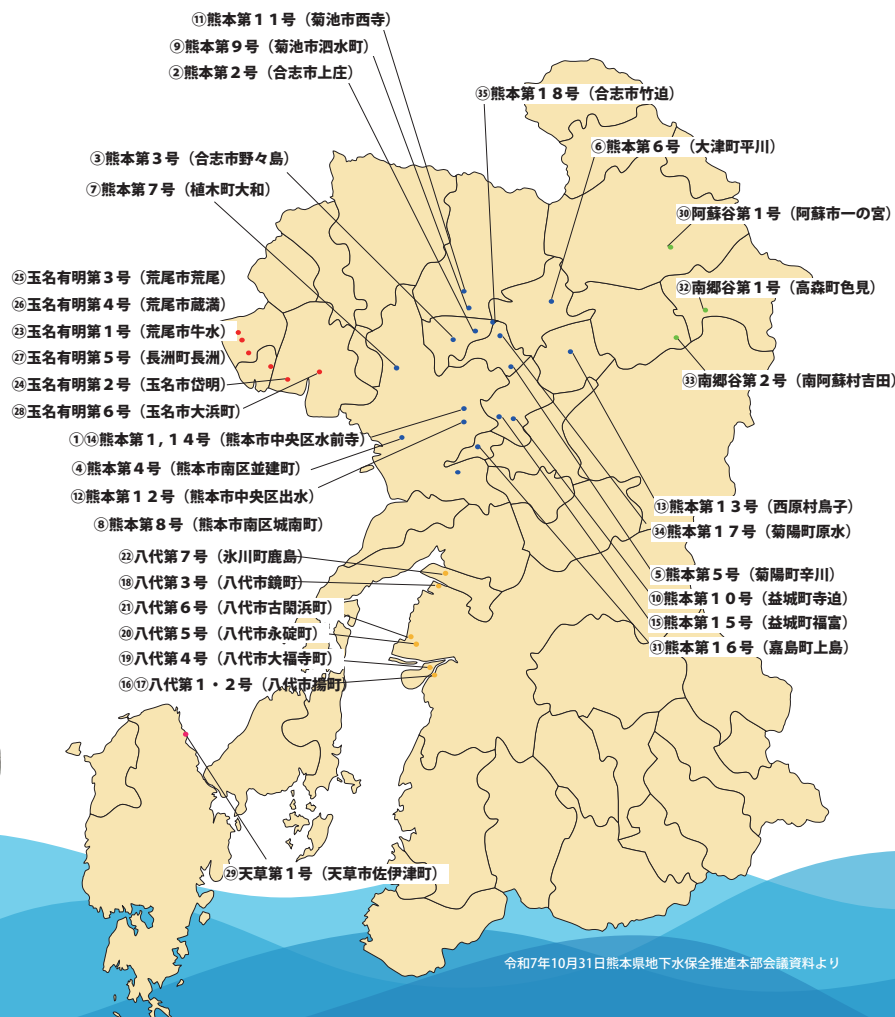 ⑪熊本第11号（菊池市西寺）
⑨熊本第9号（菊池市泗水町）
②熊本第2号（合志市上庄）
㉟熊本第18号（合志市竹迫）
③熊本第3号（合志市野々島）
⑥熊本第6号（大津町平川）
⑦熊本第7号（植木町大和）
㉚阿蘇谷第1号（阿蘇市一の宮）
㉕玉名有明第3号（荒尾市荒尾）
㉜南郷谷第1号（高森町色見）
㉖玉名有明第4号（荒尾市蔵満）
㉓玉名有明第1号（荒尾市牛水）
㉗玉名有明第5号（長洲町長洲）
㉔玉名有明第2号（玉名市岱明）
㉝南郷谷第2号（南阿蘇村吉田）
㉘玉名有明第6号（玉名市大浜町）
①⑭熊本第1,14号（熊本市中央区水前寺）
④熊本第4号（熊本市南区並建町）
⑫熊本第12号（熊本市中央区出水）
⑬熊本第13号（西原村鳥子）
⑧熊本第8号（熊本市南区城南町）
㉞熊本第17号（菊陽町原水）
㉒八代第7号（氷川町鹿島）
⑤熊本第5号（菊陽町辛川）
⑱八代第3号（八代市鏡町）
⑩熊本第10号（益城町寺迫）
㉑八代第6号（八代市古閑浜町）
⑮熊本第15号（益城町福富）
⑳八代第5号（八代市永碇町）
㉛熊本第16号（嘉島町上島）
⑲八代第4号（八代市大福寺町）
⑯⑰八代第1・2号（八代市揚町）
㉙天草第1号（天草市佐伊津町）
令和7年10月31日熊本県地下水保全推進本部会議資料より